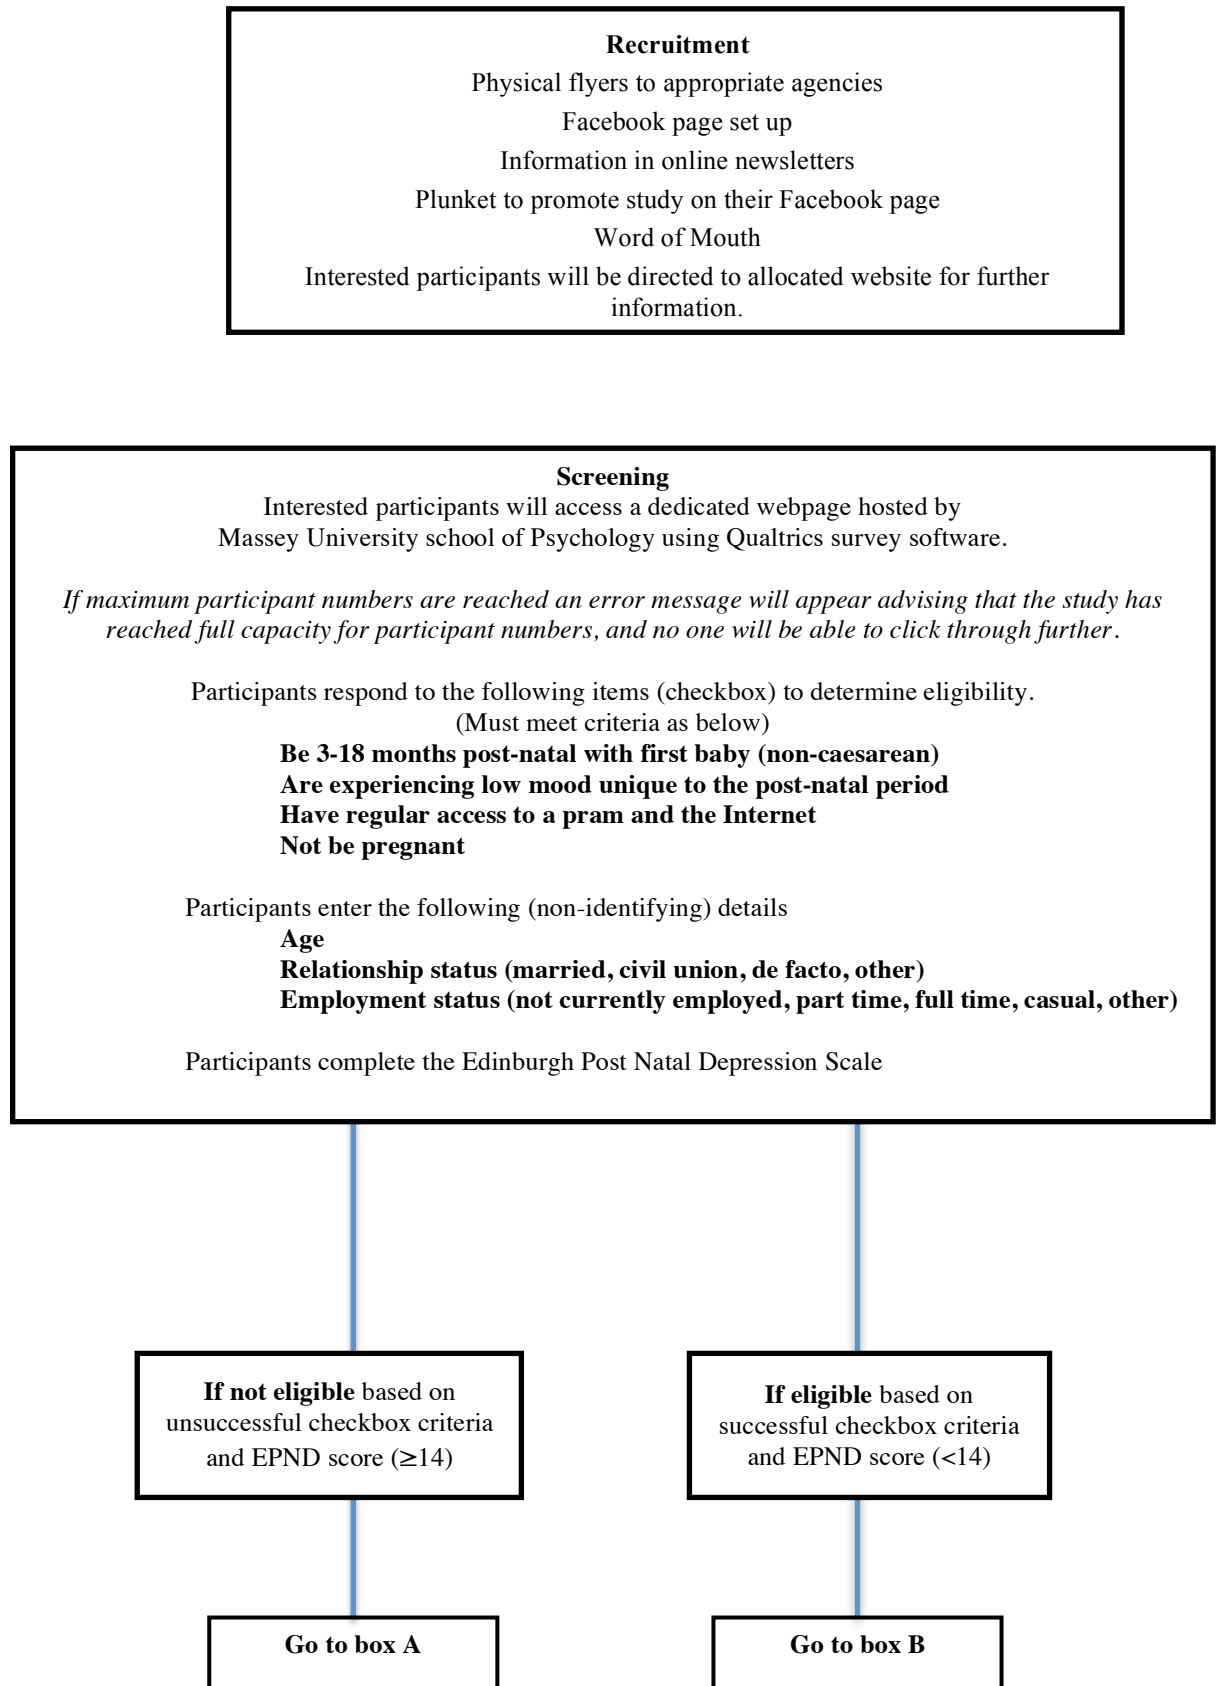 Recruitment
Physical flyers to appropriate agencies
Facebook page set up
Information in online newsletters
Plunket to promote study on their Facebook page
Word of Mouth
Interested participants will be directed to allocated website for further
information.
Screening
Interested participants will access a dedicated webpage hosted by
Massey University school of Psychology using Qualtrics survey software.
If maximum participant numbers are reached an error message will appear advising that the study has
reached full capacity for participant numbers, and no one will be able to click through further.
Participants respond to the following items (checkbox) to determine eligibility.
(Must meet criteria as below)
Be 3-18 months post-natal with first baby (non-caesarean)
Are experiencing low mood unique to the post-natal period
Have regular access to a pram and the Internet
Not be pregnant
Participants enter the following (non-identifying) details
Age
Relationship status (married, civil union, de facto, other)
Employment status (not currently employed, part time, full time, casual, other)
Participants complete the Edinburgh Post Natal Depression Scale
If not eligible based on
unsuccessful checkbox criteria
and EPND score (≥14)
If eligible based on
successful checkbox criteria
and EPND score (<14)
Go to box A
Go to box B